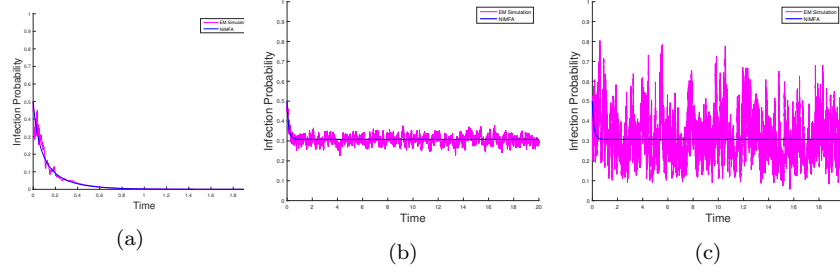 EM Simulation
NIMFA
Infection Probability
1
0.9
0.8
0.7
0.6
0.5
0.4
0.3
0.2
0.1
0
0 0.2 0.4 0.6 0.8 1 1.2 1.4 1.6 1.8
Time
(a)
EM Simulation
NIMFA
Infection Probability
1
0.9
0.8
0.7
0.6
0.5
0.4
0.3
0.2
0.1
0
0 2 4 6 8 10 12 14 16 18 20
Time
(b)
EM Simulation
NIMFA
Infection Probability
1
0.9
0.8
0.7
0.6
0.5
0.4
0.3
0.2
0.1
0
0 2 4 6 8 10 12 14 16 18
Time
(c)